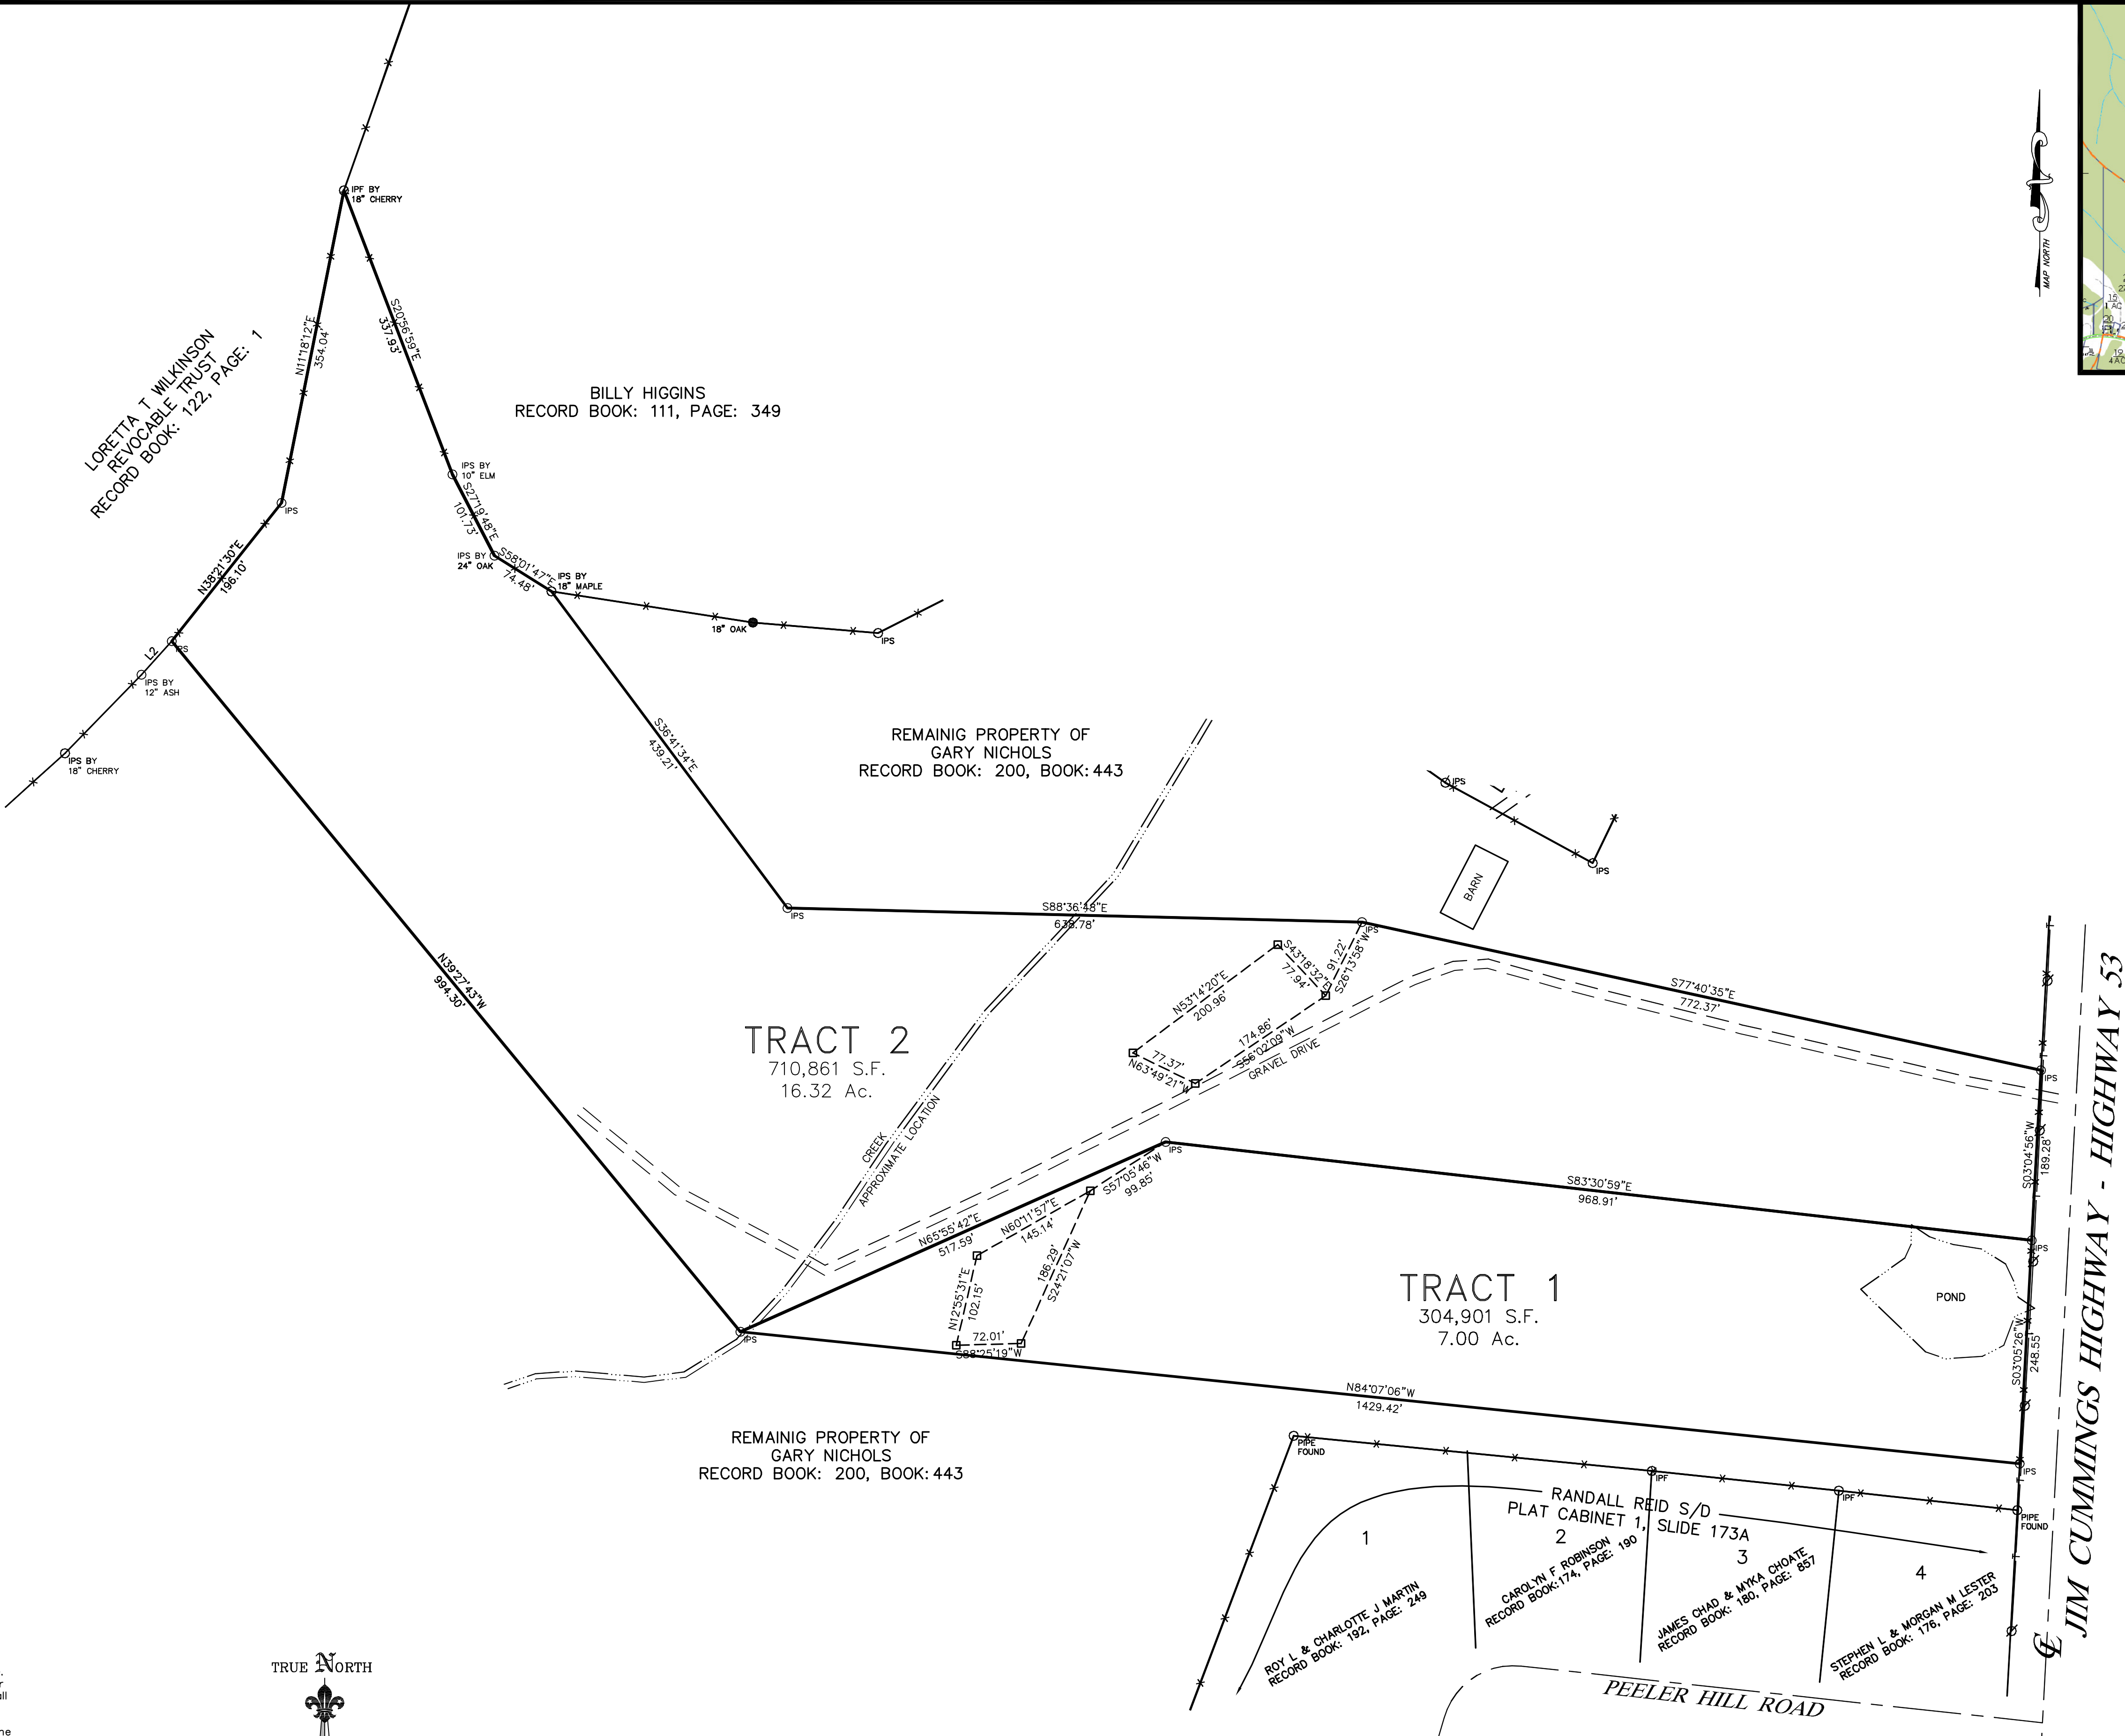 IPF BY
18" CHERRY
MAP NORTH
N11°18'12"E
354.04'
S20°56'59"E
337.93'
LORETTA T WILKINSON
REVOCABLE TRUST
RECORD BOOK: 122, PAGE: 1
BILLY HIGGINS
RECORD BOOK: 111, PAGE: 349
IPS BY
10" ELM
IPS
S27°19'48"E
101.73'
IPS BY
24" OAK
S58°01'47"E
74.48'
IPS BY
18" MAPLE
N38°21'30"E
196.10'
18" OAK
IPS
IPS
L2
IPS BY
12" ASH
IPS BY
18" CHERRY
S36°41'34"E
439.21'
REMAINIG PROPERTY OF
GARY NICHOLS
RECORD BOOK: 200, BOOK:443
IPS
IPS
BARN
IPS
S88°36'48"E
638.78'
IPS
S43°18'32"E
77.94'
91.22'
S26°13'58"W
N53°14'20"E
200.96'
174.86'
S56°02'09"W
77.37'
N63°49'21"W
GRAVEL DRIVE
S77°40'35"E
772.37'
N39°27'43"W
994.30'
TRACT 2
710,861 S.F.
16.32 Ac.
CREEK
APPROXIMATE LOCATION
IPS
IPS
S03°04'56"W
189.28'
S57°05'46"W
99.85'
S83°30'59"E
968.91'
N65°55'42"E
517.59'
N60°11'57"E
145.14'
186.29'
S24°21'07"W
N12°55'31"E
102.15'
72.01'
S88°25'19"W
IPS
IPS
TRACT 1
304,901 S.F.
7.00 Ac.
POND
S03°05'26"W
248.55'
N84°07'06"W
1429.42'
JIM CUMMINGS HIGHWAY - HIGHWAY 53
REMAINIG PROPERTY OF
GARY NICHOLS
RECORD BOOK: 200, BOOK:443
PIPE
FOUND
IPF
IPF
IPS
PIPE
FOUND
RANDALL REID S/D
PLAT CABINET 1, SLIDE 173A
1
2
3
4
ROY L & CHARLOTTE J MARTIN
RECORD BOOK: 192, PAGE: 249
CAROLYN F ROBINSON
RECORD BOOK:174, PAGE: 190
JAMES CHAD & MYKA CHOATE
RECORD BOOK: 180, PAGE: 857
STEPHEN L & MORGAN M LESTER
RECORD BOOK: 176, PAGE: 203
PEELER HILL ROAD
TRUE NORTH